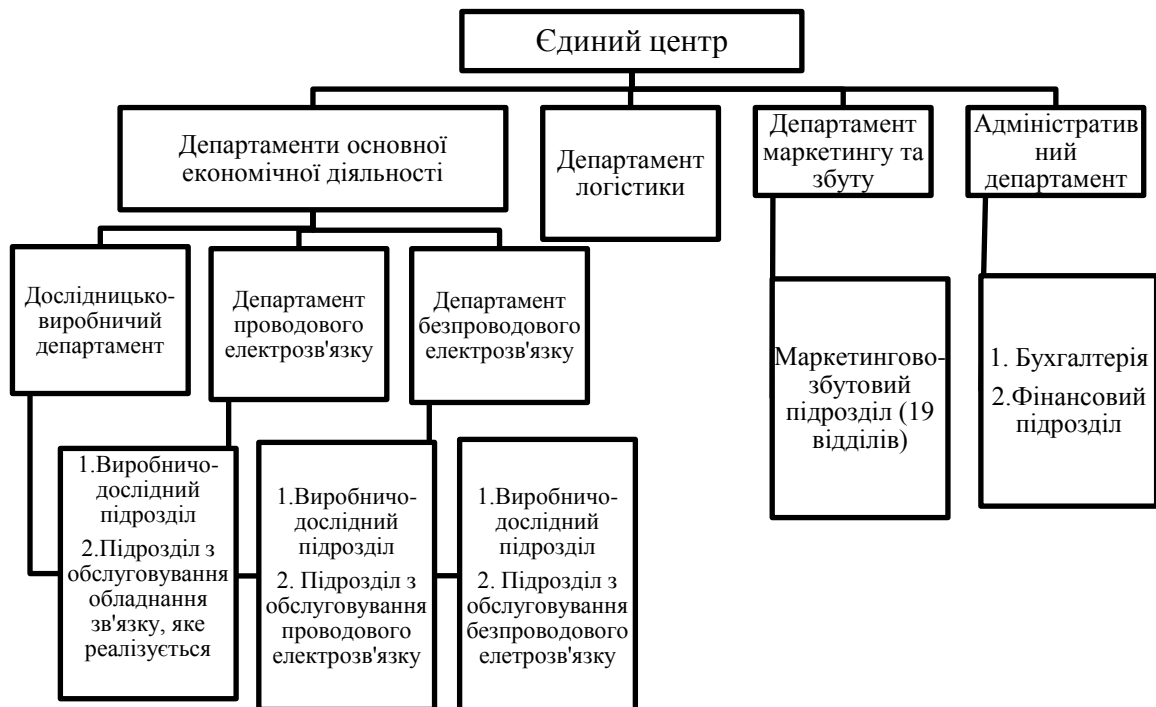 Єдиний центр
Департаменти основної
економічної діяльності
Департамент
логістики
Департамент
маркетингу та
збуту
Адміністратив
ний
департамент
Дослідницько-
виробничий
департамент
Департамент
проводового
електрозв'язку
Департамент
безпроводового
електрозв'язку
Маркетингово-
збутовий
підрозділ (19
відділів)
1. Бухгалтерія
2.Фінансовий
підрозділ
1.Виробничо-
дослідний
підрозділ
2.Підрозділ з
обслуговування
обладнання
зв'язку, яке
реалізується
1.Виробничо-
дослідний
підрозділ
2. Підрозділ з
обслуговування
проводового
електрозв'язку
1.Виробничо-
дослідний
підрозділ
2. Підрозділ з
обслуговування
безпроводового
елетрозв'язку